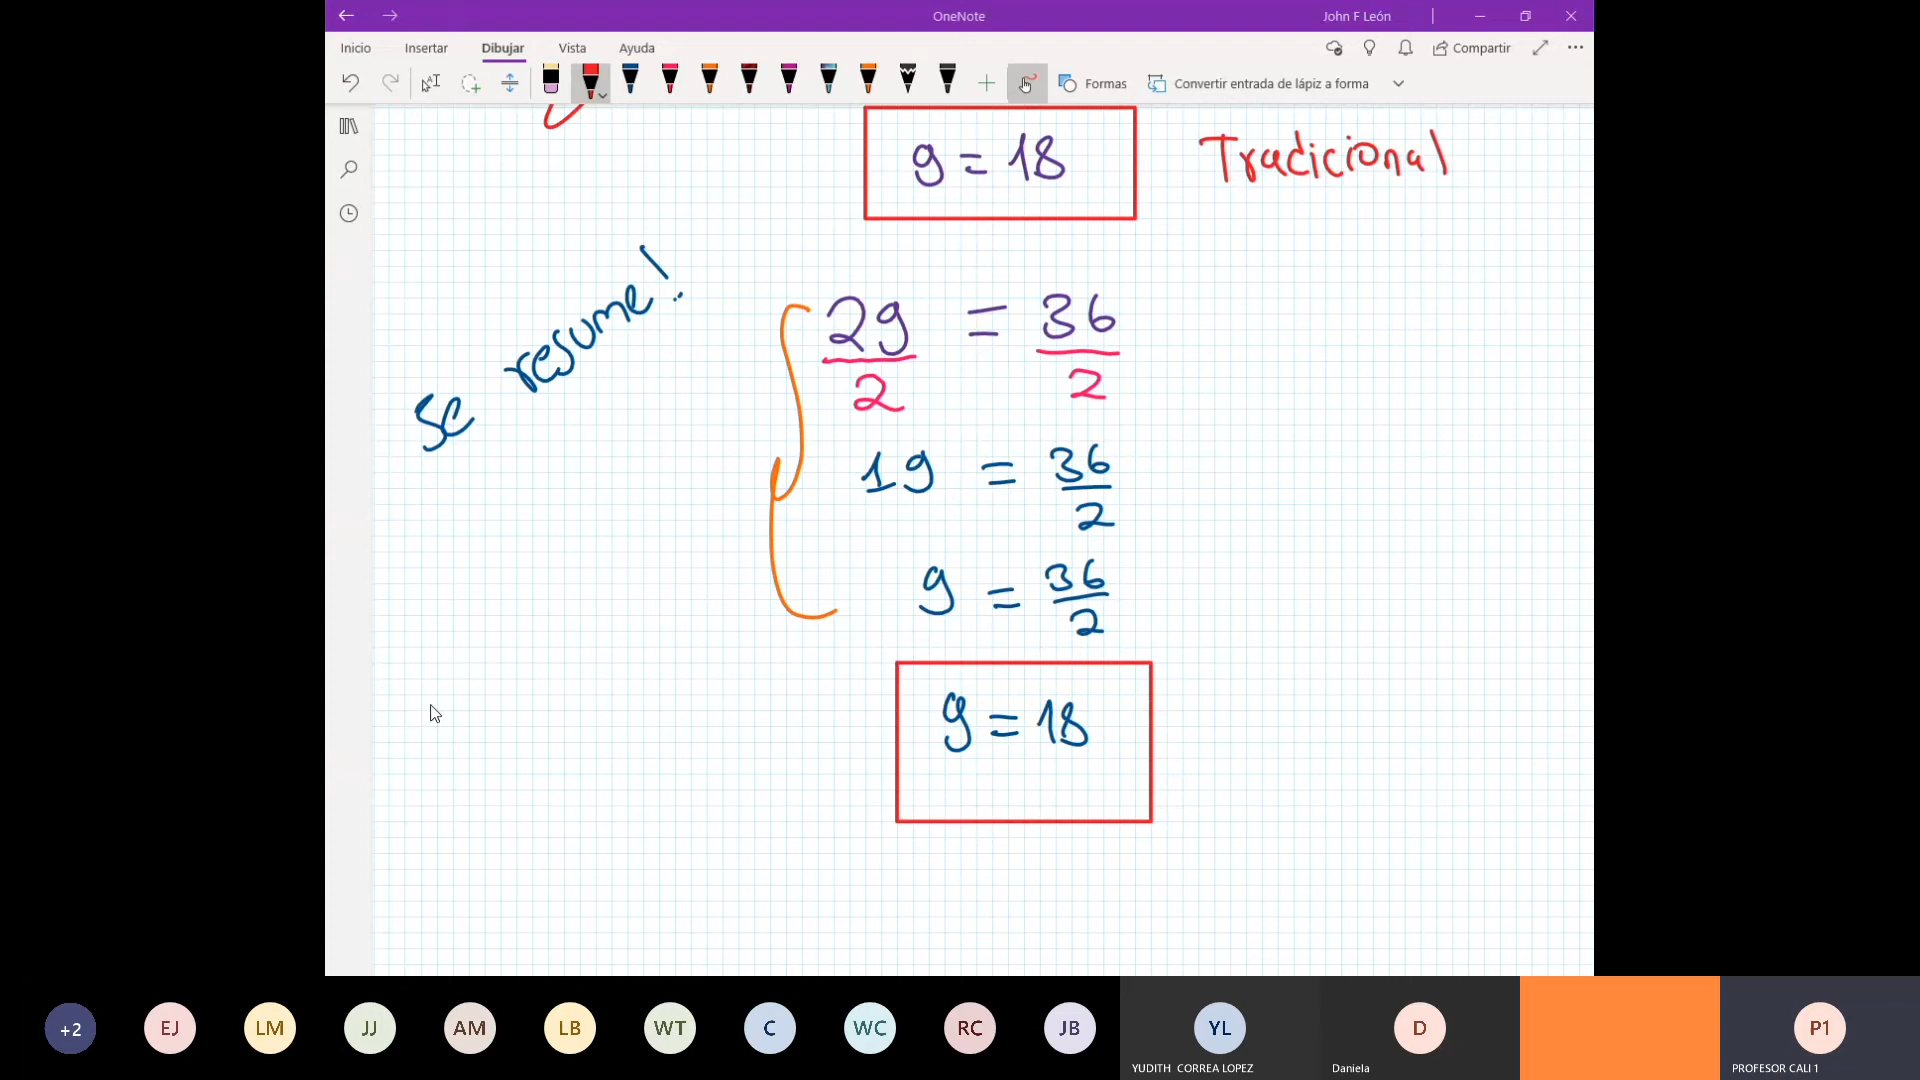 OneNote
John F León
Inicio Insertar Dibujar Vista Ayuda
Compartir
Formas
Convertir entrada de lápiz a forma
g = 18
Tradicional
se resume!
2g = 36
2 2
1g = 36
2
g = 36
2
g = 18
+2 EJ LM JJ AM LB WT C WC RC JB YL D P1
YUDITH CORREA LOPEZ Daniela PROFESOR CALI 1